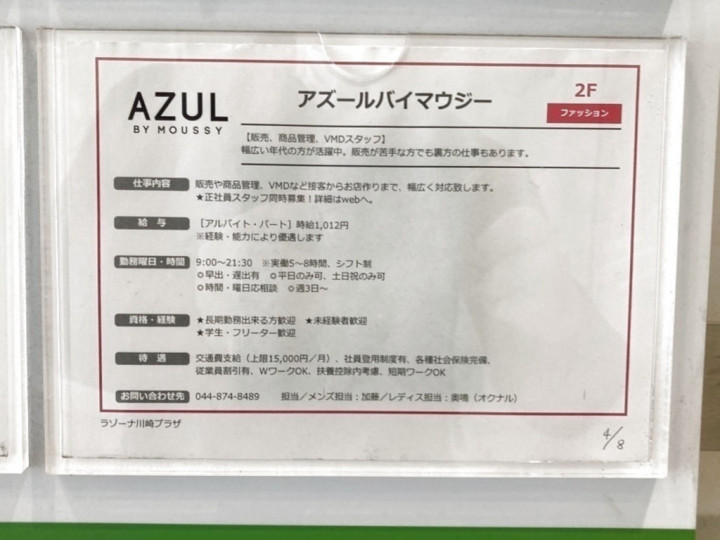 AZUL
BY MOUSSY
アズールバイマウジー
2F
ファッション
【販売、商品管理、VMDスタッフ】
幅広い年代の方が活躍中。販売が苦手な方でも裏方の仕事もあります。
仕事内容 販売や商品管理、VMDなど接客からお店作りまで、幅広く対応致します。
★正社員スタッフ同時募集！詳細はwebへ。
給与 ［アルバイト・パート］時給1,012円
※経験・能力により優遇します
勤務曜日・時間 9:00～21:30 ※実働5～8時間、シフト制
○早出・遅出有 ○平日のみ可、土日祝のみ可
○時間・曜日応相談 ○週3日～
資格・経験 ★長期勤務出来る方歓迎 ★未経験者歓迎
★学生・フリーター歓迎
待遇 交通費支給（上限15,000円／月）、社員登用制度有、各種社会保険完備、
従業員割引有、WワークOK、扶養控除内考慮、短期ワークOK
お問い合わせ先 044-874-8489 担当／メンズ担当：加藤／レディス担当：奥鳴（オクナル）
ラゾーナ川崎プラザ
4/8